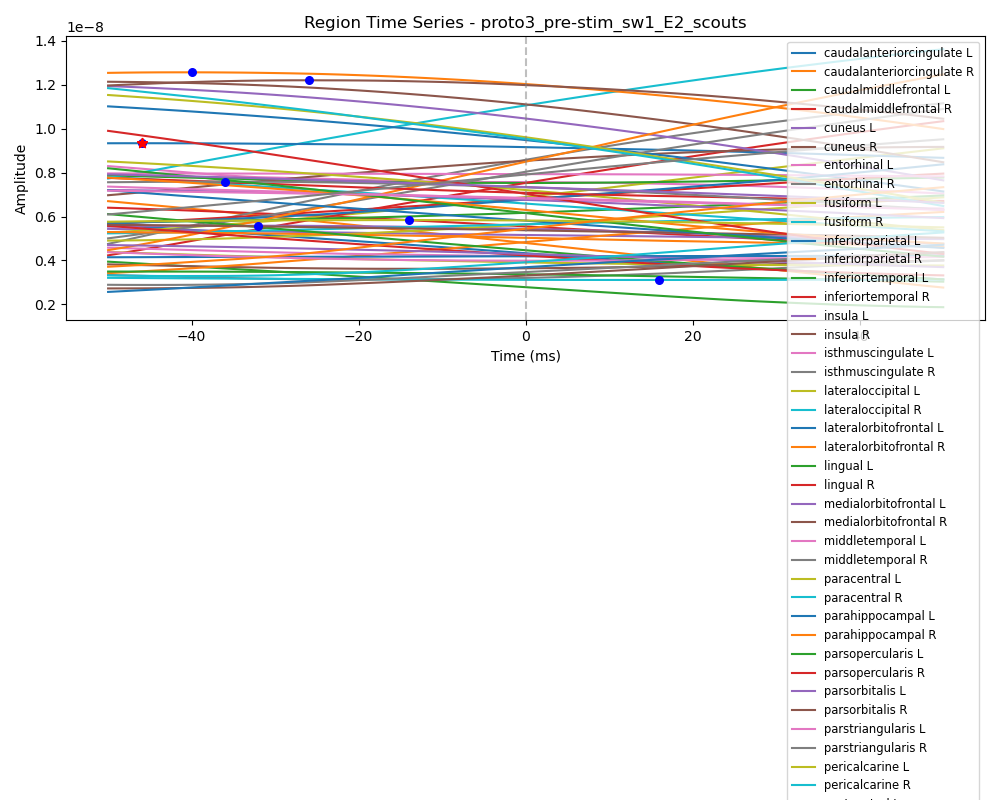 Region Time Series - proto3_pre-stim_sw1_E2_scouts
1e−8
1.4
1.2
1.0
0.8
0.6
0.4
0.2
Amplitude
−40
−20
0
20
Time (ms)
caudalanteriorcingulate L
caudalanteriorcingulate R
caudalmiddlefrontal L
caudalmiddlefrontal R
cuneus L
cuneus R
entorhinal L
entorhinal R
fusiform L
fusiform R
inferiorparietal L
inferiorparietal R
inferiortemporal L
inferiortemporal R
insula L
insula R
isthmuscingulate L
isthmuscingulate R
lateraloccipital L
lateraloccipital R
lateralorbitofrontal L
lateralorbitofrontal R
lingual L
lingual R
medialorbitofrontal L
medialorbitofrontal R
middletemporal L
middletemporal R
paracentral L
paracentral R
parahippocampal L
parahippocampal R
parsopercularis L
parsopercularis R
parsorbitalis L
parsorbitalis R
parstriangularis L
parstriangularis R
pericalcarine L
pericalcarine R